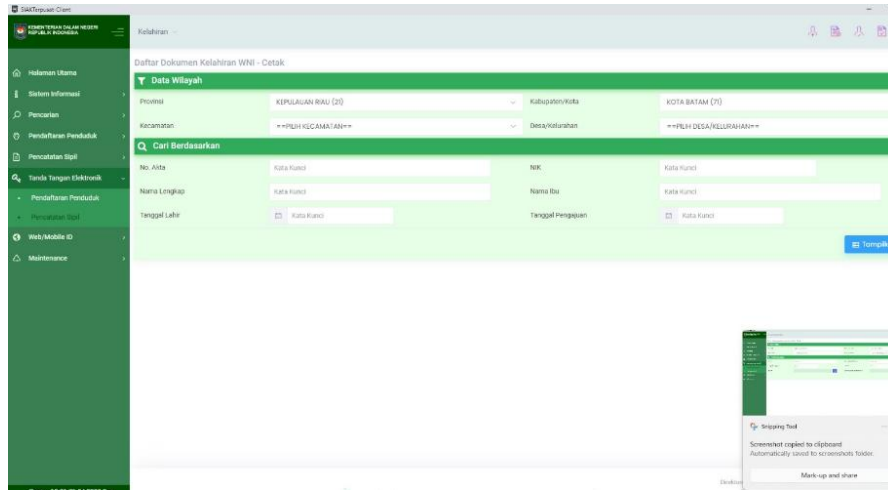 SIAKTerpusat Client
KEMENTERIAN DALAM NEGERI
REPUBLIK INDONESIA
Kelahiran
Halaman Utama
Sistem Informasi
Pencarian
Pendaftaran Penduduk
Pencatatan Sipil
Tanda Tangan Elektronik
Pendaftaran Penduduk
Pencatatan Sipil
Web/Mobile ID
Maintenance
Daftar Dokumen Kelahiran WNI - Cetak
Data Wilayah
Provinsi KEPULAUAN RIAU (21) Kabupaten/Kota KOTA BATAM (71)
Kecamatan ==PILIH KECAMATAN== Desa/Kelurahan ==PILIH DESA/KELURAHAN==
Cari Berdasarkan
No. Akta Kata Kunci NIK Kata Kunci
Nama Lengkap Kata Kunci Nama Ibu Kata Kunci
Tanggal Lahir Kata Kunci Tanggal Pengajuan Kata Kunci
Tampilk
Snipping Tool
Screenshot copied to clipboard
Automatically saved to screenshots folder.
Mark-up and share